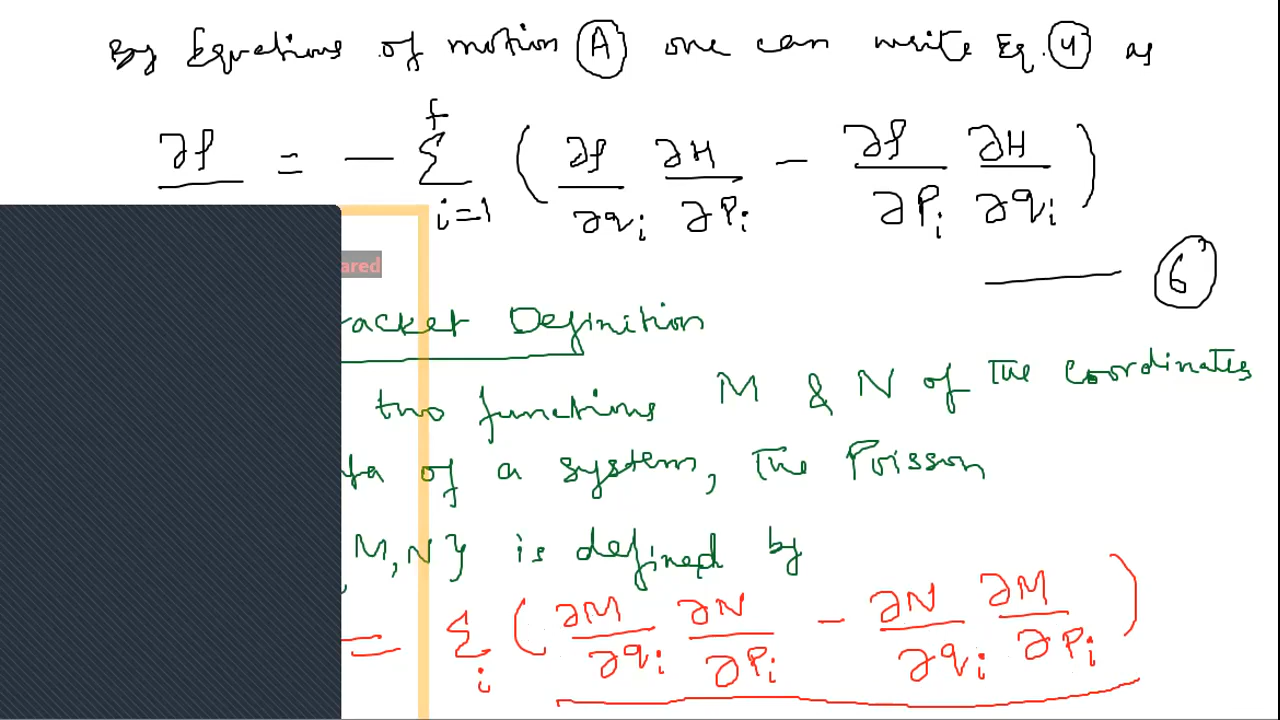 By Equations of motion (A) one can write Eq. (4) as
∂ρ = − Σ_{i=1}^{f} ( ∂ρ/∂q_i ∂H/∂p_i − ∂ρ/∂p_i ∂H/∂q_i )
—— (6)
ared
racket Definition
two functions M & N of the coordinates
of a system, the Poisson
M, N} is defined by
= Σ_i ( ∂M/∂q_i ∂N/∂p_i − ∂N/∂q_i ∂M/∂p_i )